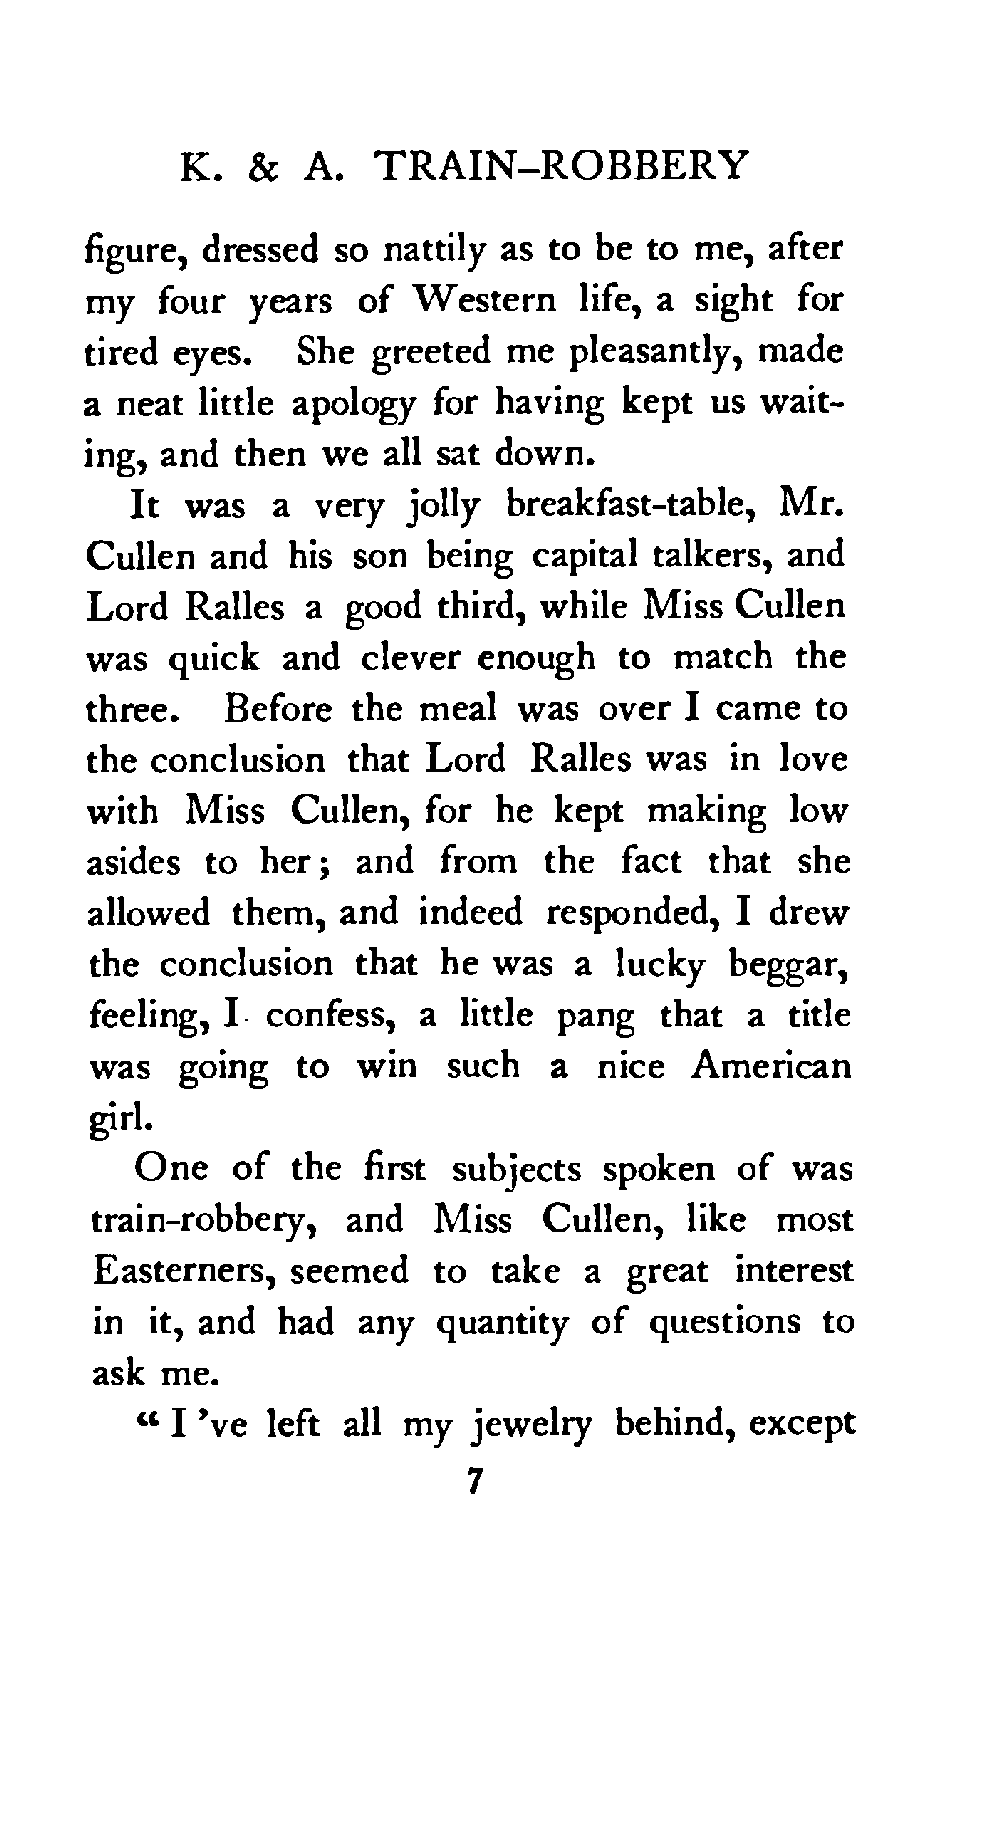 K. & A. TRAIN-ROBBERY
figure, dressed so nattily as to be to me, after
my four years of Western life, a sight for
tired eyes. She greeted me pleasantly, made
a neat little apology for having kept us wait-
ing, and then we all sat down.
It was a very jolly breakfast-table, Mr.
Cullen and his son being capital talkers, and
Lord Ralles a good third, while Miss Cullen
was quick and clever enough to match the
three. Before the meal was over I came to
the conclusion that Lord Ralles was in love
with Miss Cullen, for he kept making low
asides to her; and from the fact that she
allowed them, and indeed responded, I drew
the conclusion that he was a lucky beggar,
feeling, I confess, a little pang that a title
was going to win such a nice American
girl.
One of the first subjects spoken of was
train-robbery, and Miss Cullen, like most
Easterners, seemed to take a great interest
in it, and had any quantity of questions to
ask me.
“I 've left all my jewelry behind, except
7